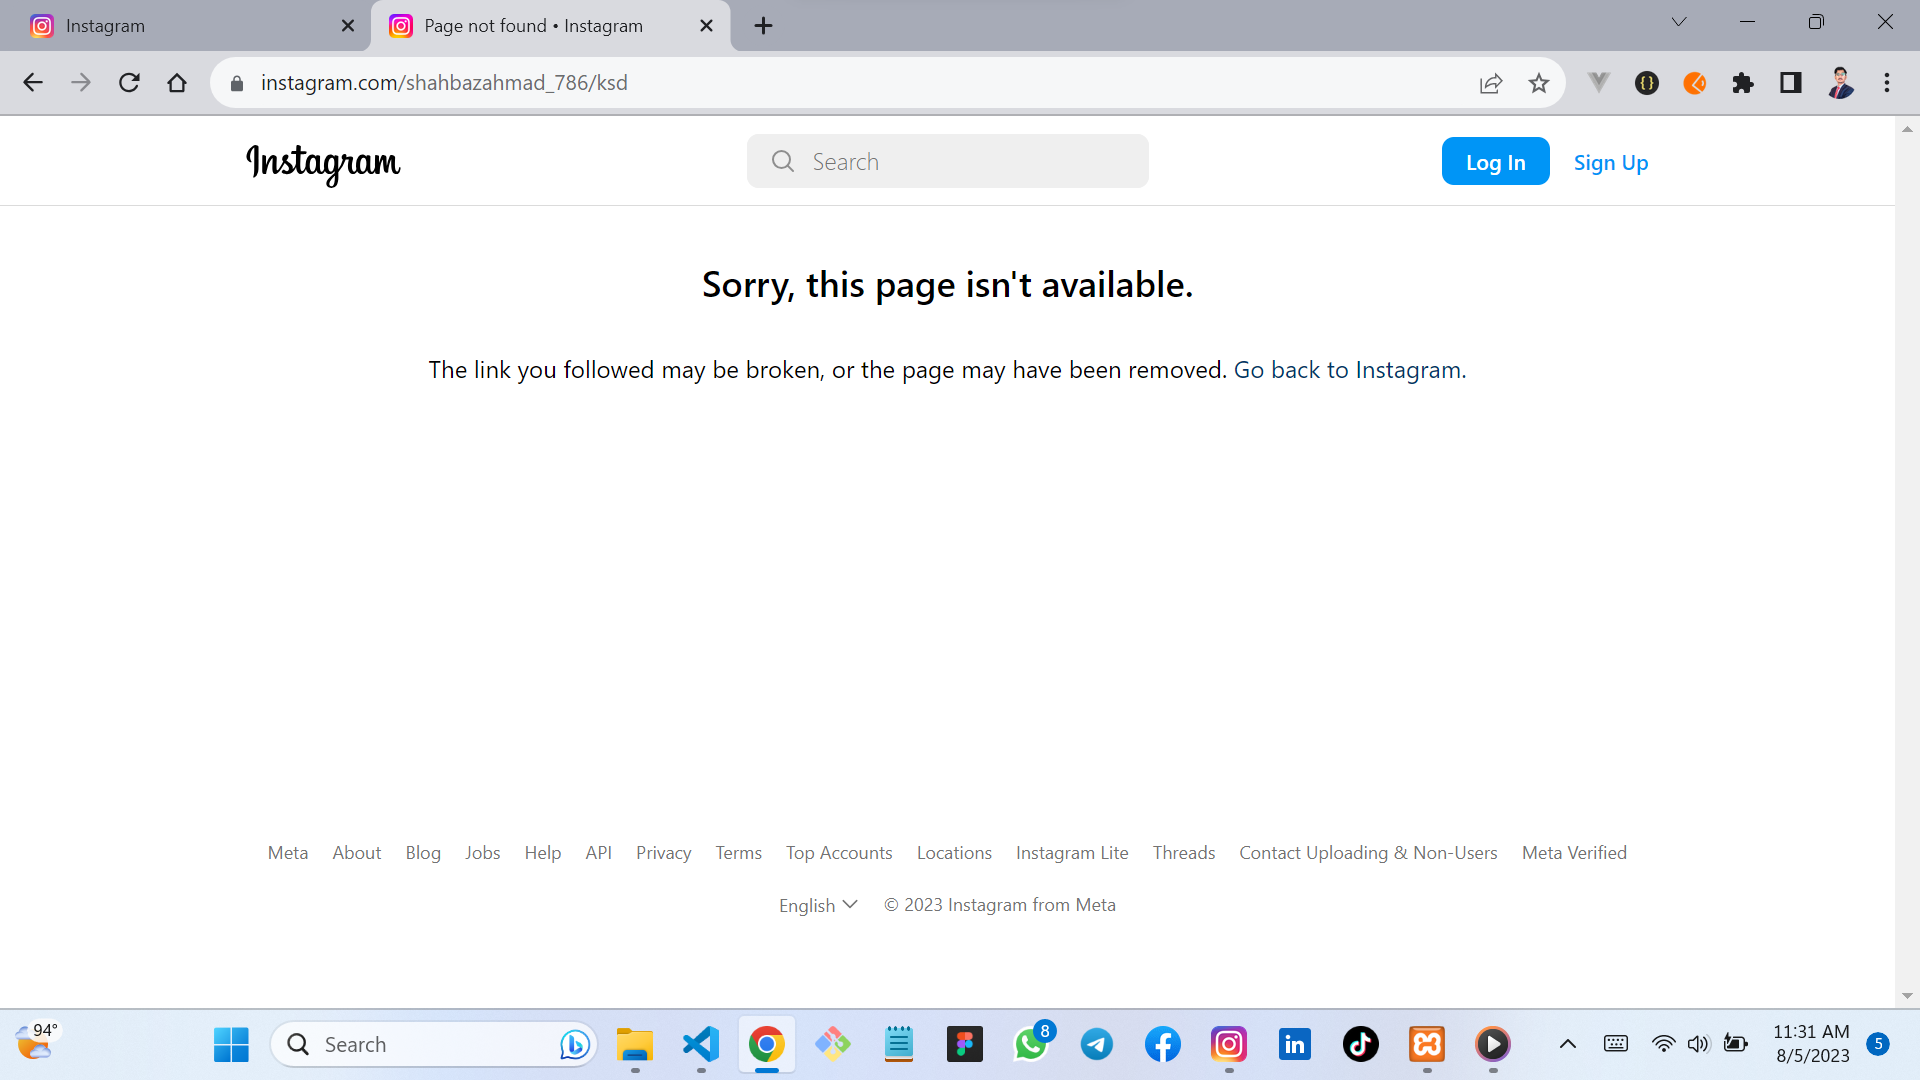 Instagram
Page not found • Instagram
instagram.com/shahbazahmad_786/ksd
Instagram
Search
Log In
Sign Up
Sorry, this page isn't available.
The link you followed may be broken, or the page may have been removed. Go back to Instagram.
Meta About Blog Jobs Help API Privacy Terms Top Accounts Locations Instagram Lite Threads Contact Uploading & Non-Users Meta Verified
English © 2023 Instagram from Meta
94°
Search
8
11:31 AM
8/5/2023
5